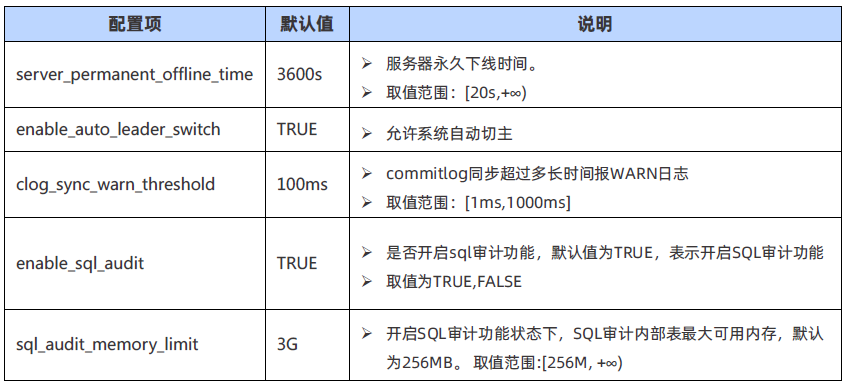 配置项 默认值 说明
server_permanent_offline_time 3600s
➢ 服务器永久下线时间。
➢ 取值范围：[20s,+∞)
enable_auto_leader_switch TRUE ➢ 允许系统自动切主
clog_sync_warn_threshold 100ms
➢ commitlog同步超过多长时间报WARN日志
➢ 取值范围：[1ms,1000ms]
enable_sql_audit TRUE
➢ 是否开启sql审计功能，默认值为TRUE，表示开启SQL审计功能
➢ 取值为TRUE,FALSE
sql_audit_memory_limit 3G
➢ 开启SQL审计功能状态下，SQL审计内部表最大可用内存，默认
为256MB。 取值范围:[256M, +∞)